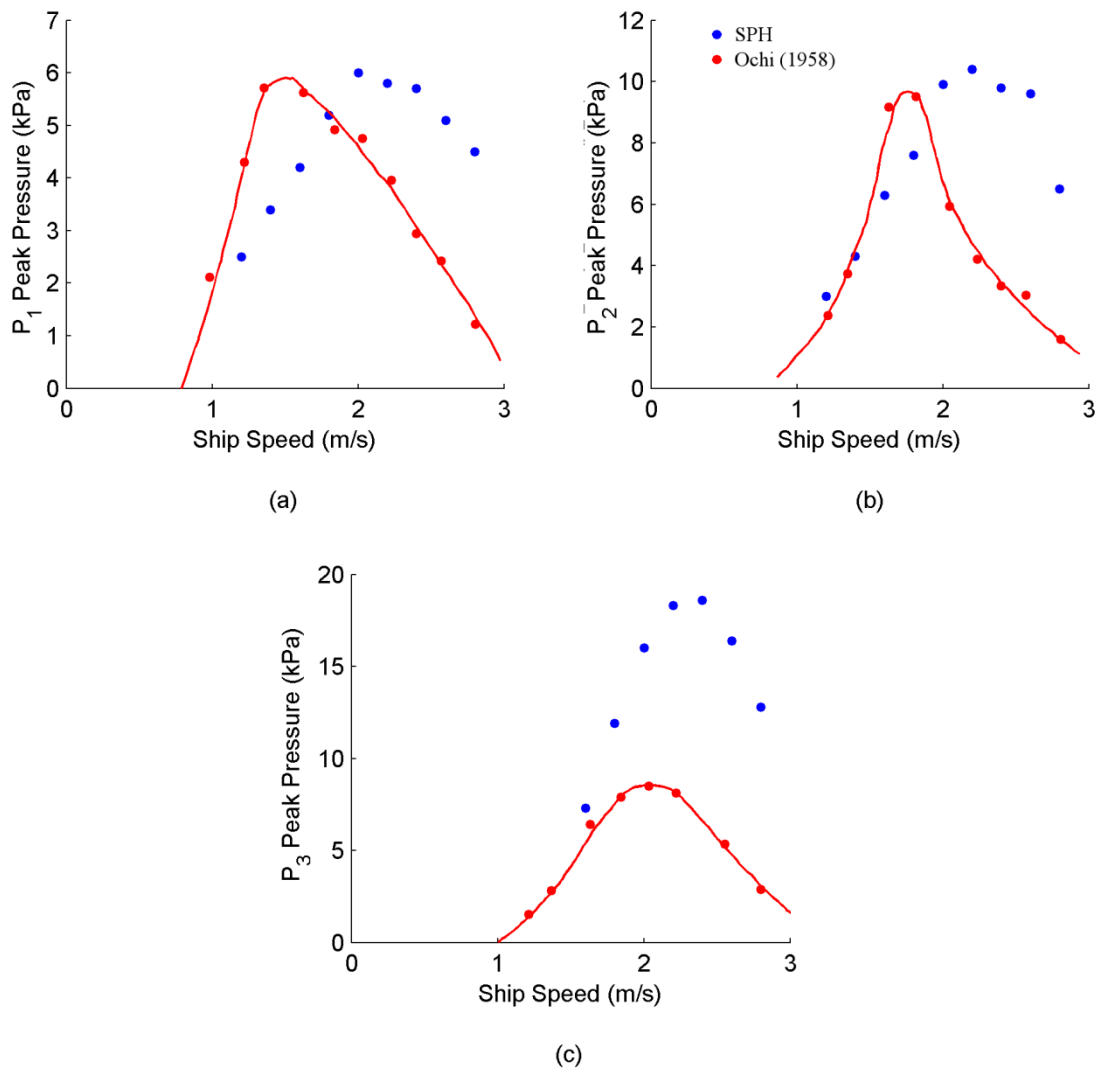 7
6
5
4
3
2
1
0
P1 Peak Pressure (kPa)
0 1 2 3
Ship Speed (m/s)
(a)
12
10
8
6
4
2
0
P2 Peak Pressure (kPa)
SPH
Ochi (1958)
0 1 2 3
Ship Speed (m/s)
(b)
20
15
10
5
0
P3 Peak Pressure (kPa)
0 1 2 3
Ship Speed (m/s)
(c)